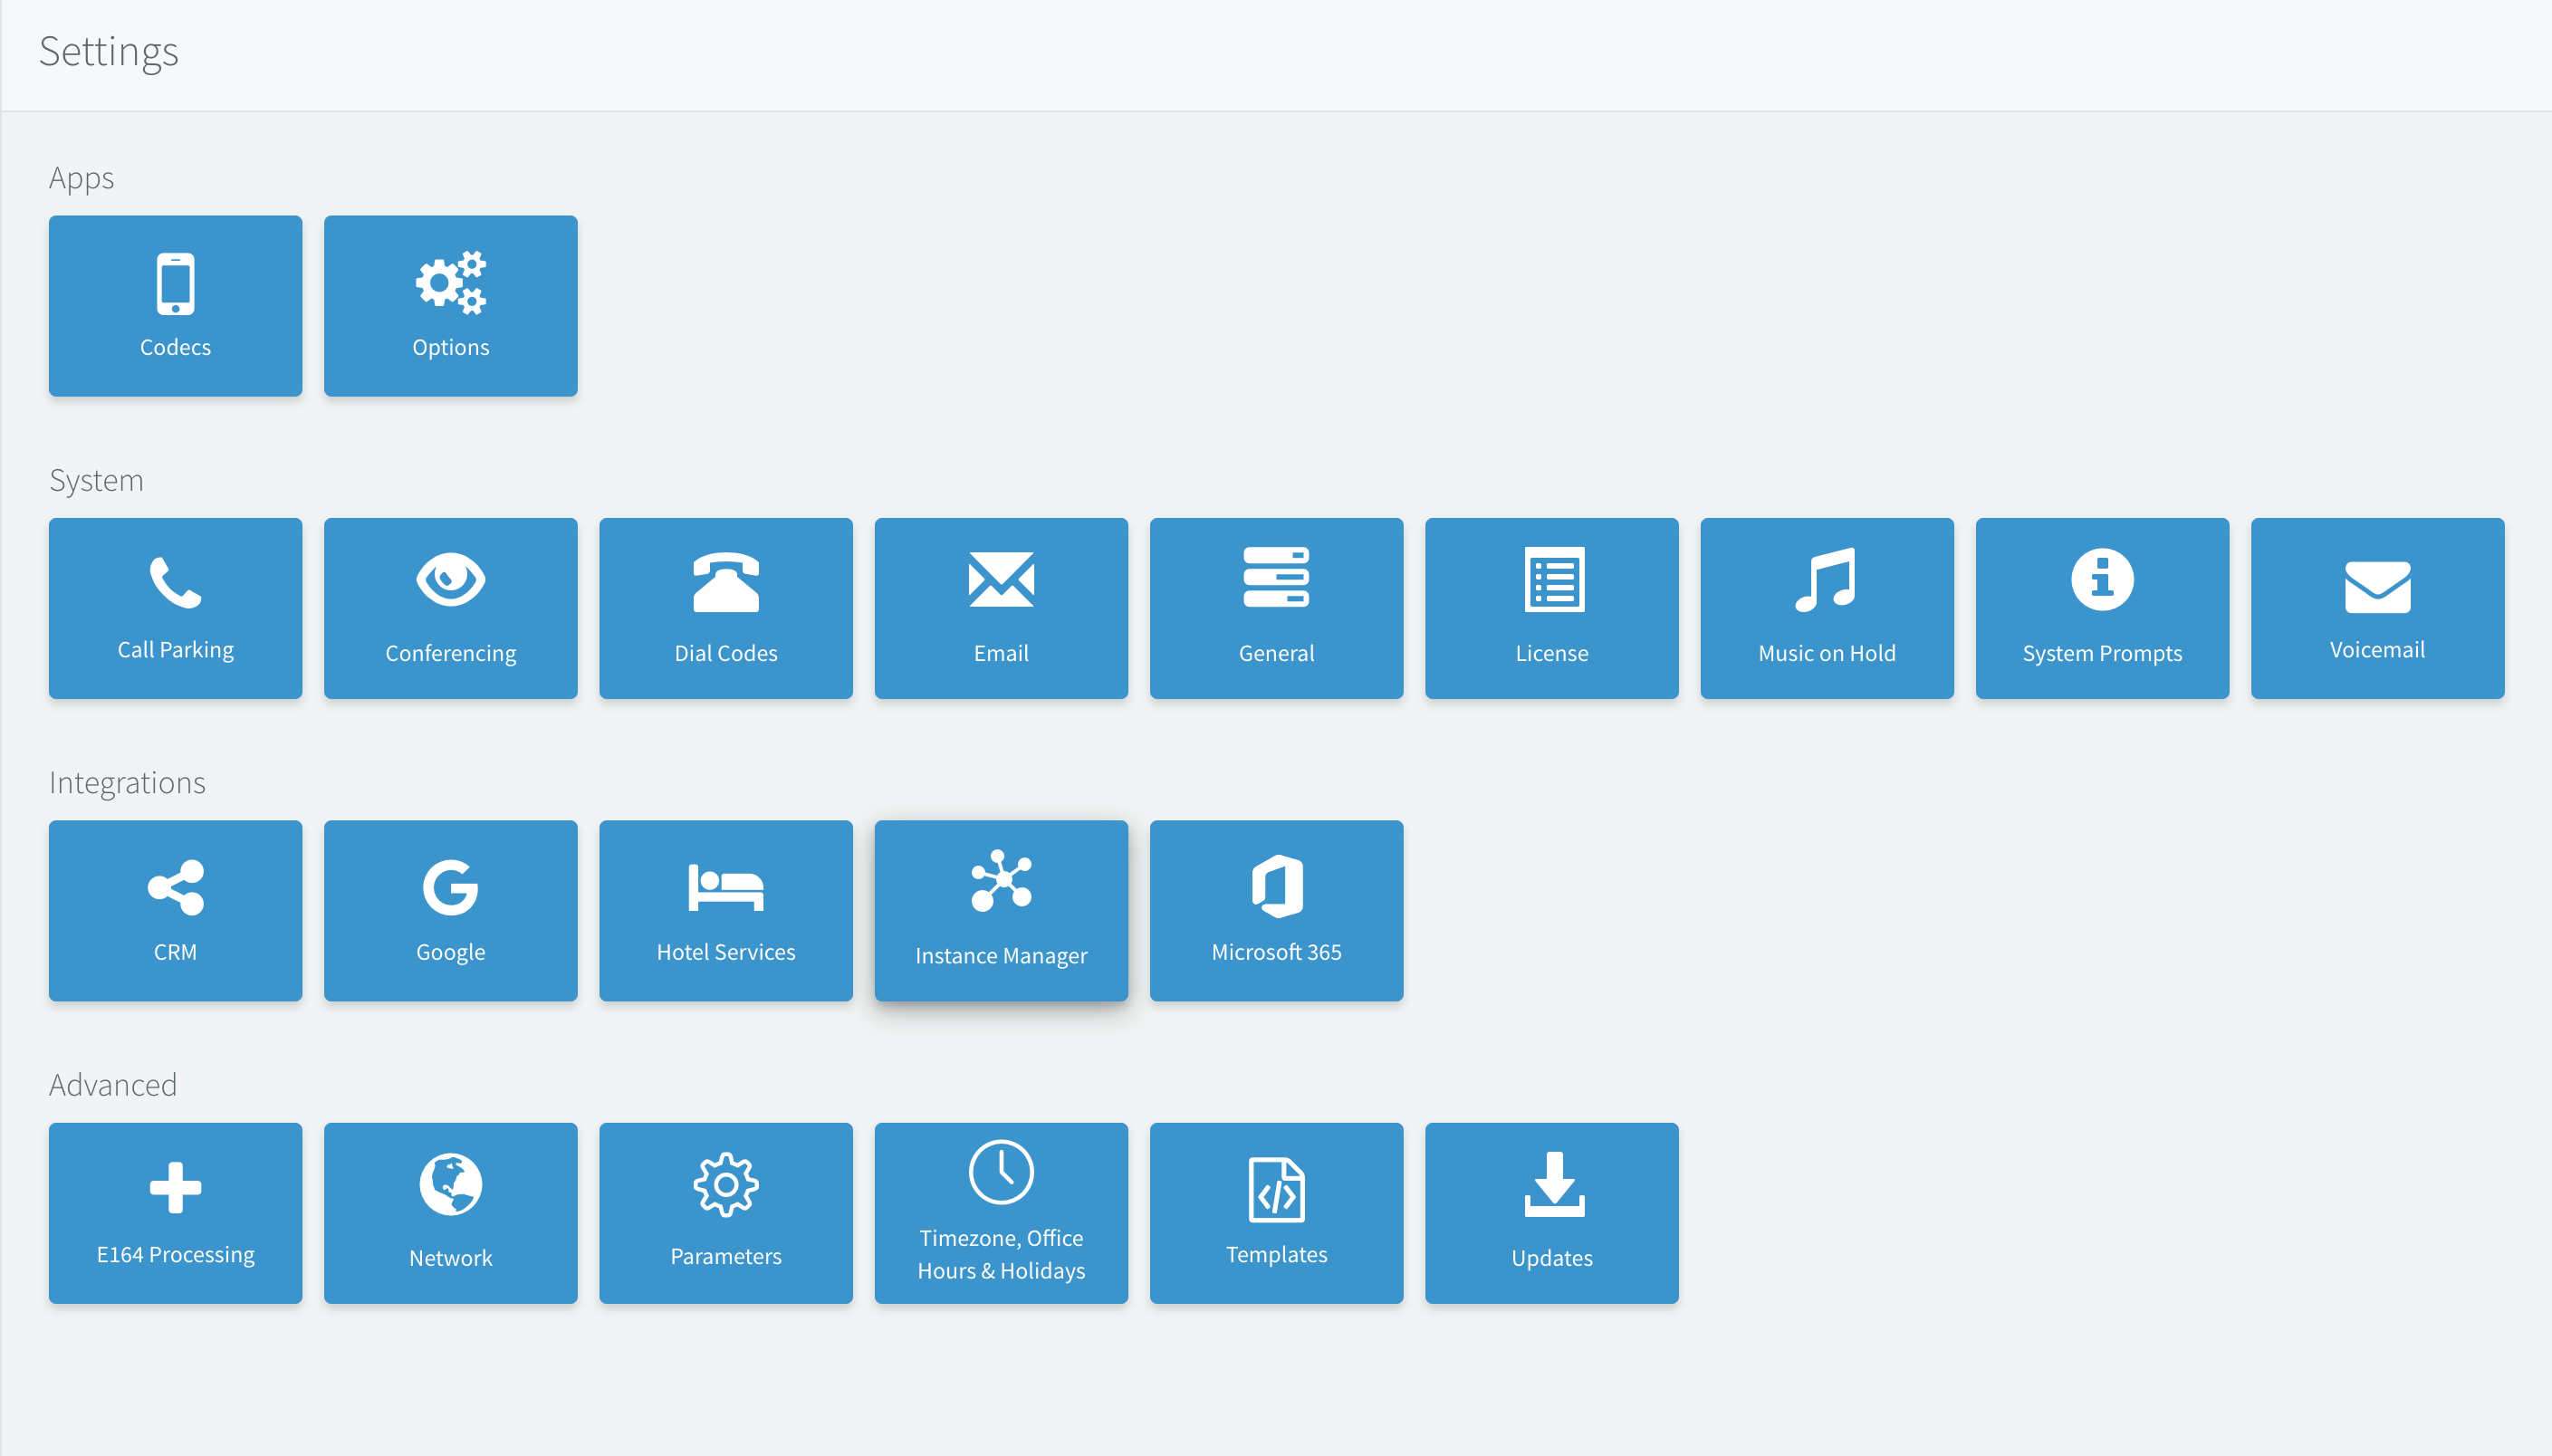 Settings
Apps
Codecs
Options
System
Call Parking
Conferencing
Dial Codes
Email
General
License
Music on Hold
System Prompts
Voicemail
Integrations
CRM
Google
Hotel Services
Instance Manager
Microsoft 365
Advanced
E164 Processing
Network
Parameters
Timezone, Office
Hours & Holidays
Templates
Updates